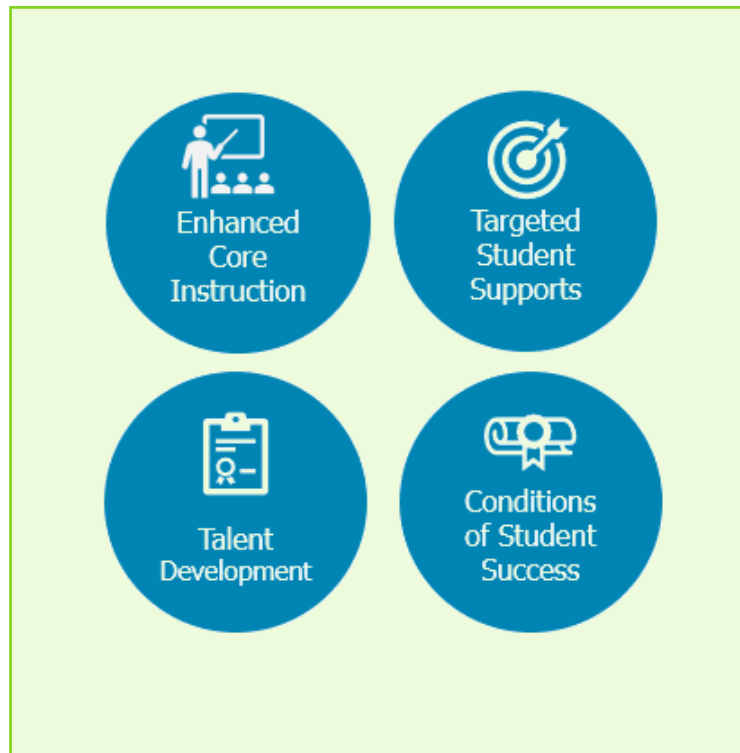 Enhanced
Core
Instruction
Targeted
Student
Supports
Talent
Development
Conditions
of Student
Success